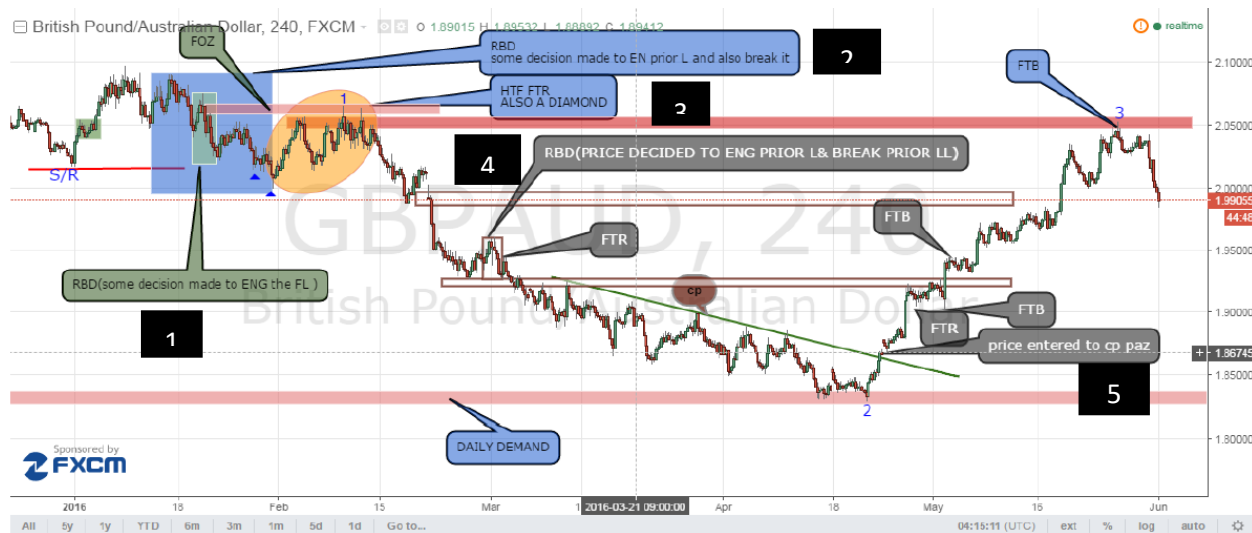 British Pound/Australian Dollar, 240, FXCM
O 1.89015 H 1.89532 L 1.88892 C 1.89412
realtime
FOZ
RBD
some decision made to EN prior L and also break it
2
FTB
HTF FTR
ALSO A DIAMOND
1
3
3
4
RBD(PRICE DECIDED TO ENG PRIOR L& BREAK PRIOR LL)
S/R
GBPAUD, 240
British Pound/Australian Dollar
FTR
FTB
RBD(some decision made to ENG the FL )
1
cp
FTR
FTB
price entered to cp paz
5
2
DAILY DEMAND
Sponsored by
FXCM
2.10000
2.05000
2.00000
1.99055
44:48
1.95000
1.90000
1.86745
1.85000
1.80000
2016
Feb
15
Mar
2016-03-21 09:00:00
Apr
18
May
Jun
All 5y 1y YTD 6m 3m 1m 5d 1d Go to...
04:15:11 (UTC) ext % log auto